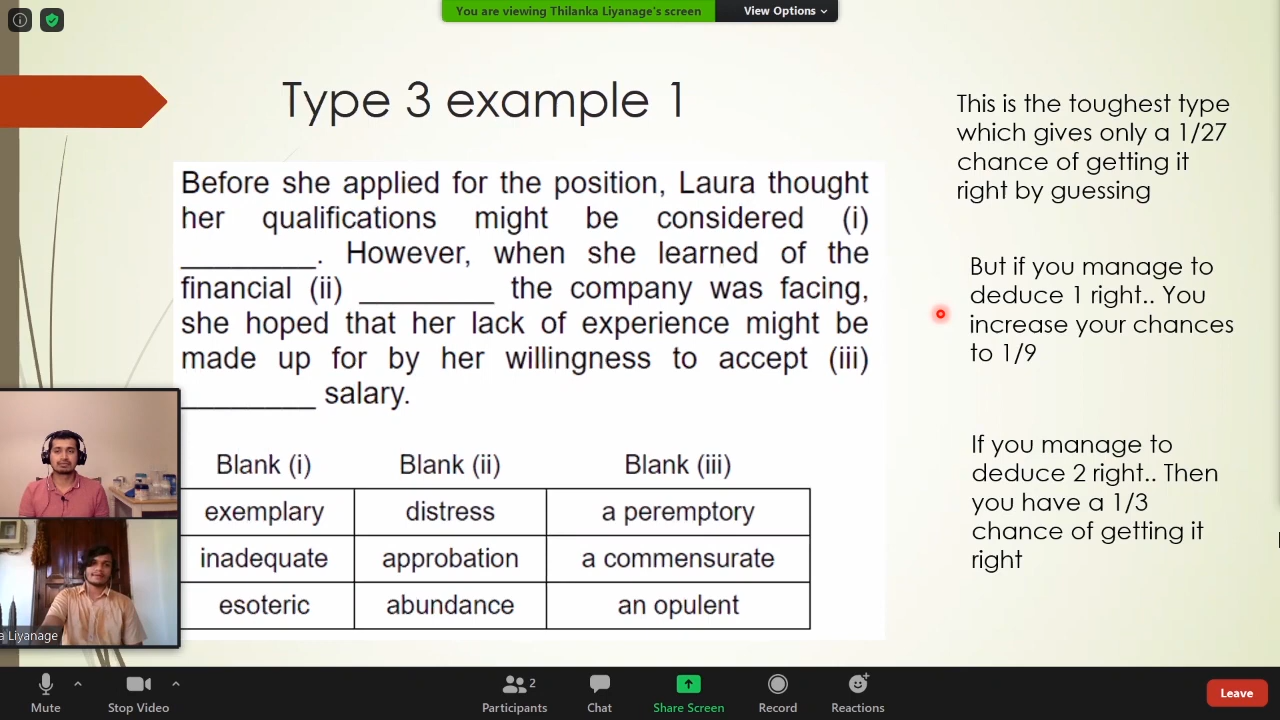 You are viewing Thilanka Liyanage's screen
View Options
Type 3 example 1
Before she applied for the position, Laura thought
her qualifications might be considered (i)
________. However, when she learned of the
financial (ii) ________ the company was facing,
she hoped that her lack of experience might be
made up for by her willingness to accept (iii)
________ salary.
Blank (i) Blank (ii) Blank (iii)
exemplary distress a peremptory
inadequate approbation a commensurate
esoteric abundance an opulent
This is the toughest type
which gives only a 1/27
chance of getting it
right by guessing
But if you manage to
deduce 1 right.. You
increase your chances
to 1/9
If you manage to
deduce 2 right.. Then
you have a 1/3
chance of getting it
right
a Liyanage
Mute
Stop Video
Participants 2
Chat
Share Screen
Record
Reactions
Leave